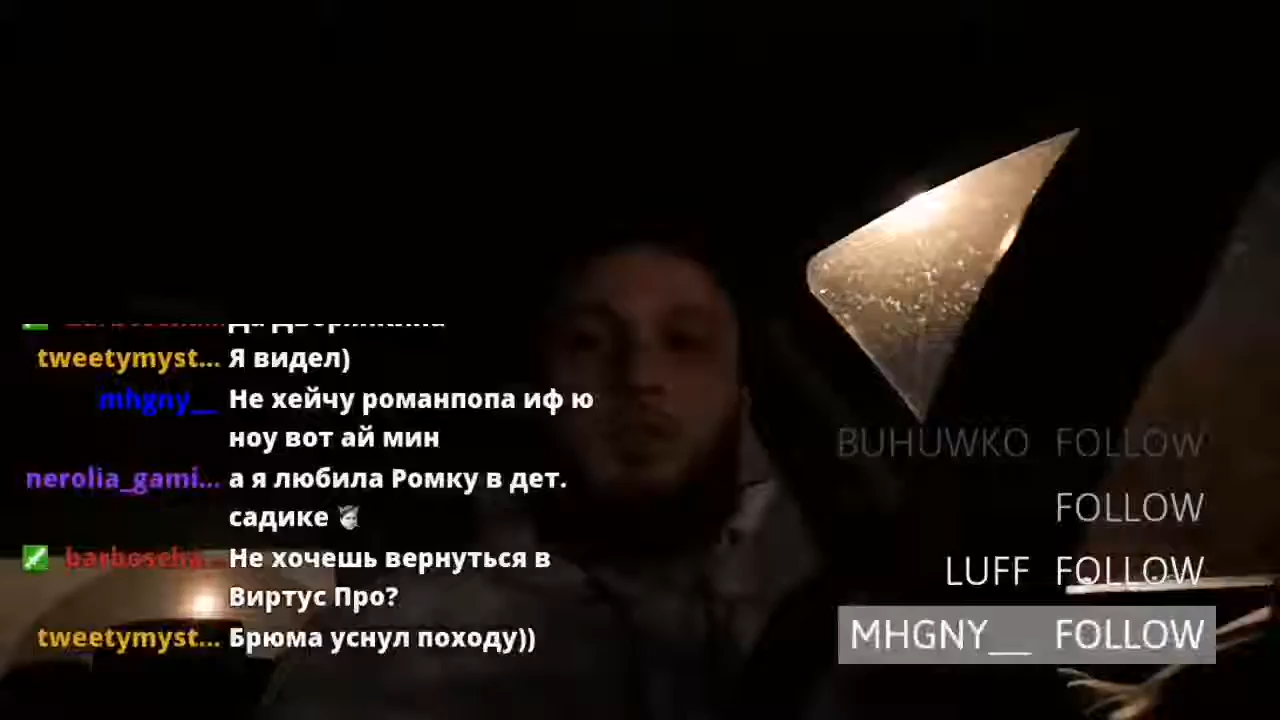 tweetymyst... Я видел)
mhgny__ Не хейчу романпопа иф ю
ноу вот ай мин
nerolia_gami... а я любила Ромку в дет.
садике
barboseha... Не хочешь вернуться в
Виртус Про?
tweetymyst... Брюма уснул походу))
BUHUWKO FOLLOW
FOLLOW
LUFF FOLLOW
MHGNY__ FOLLOW